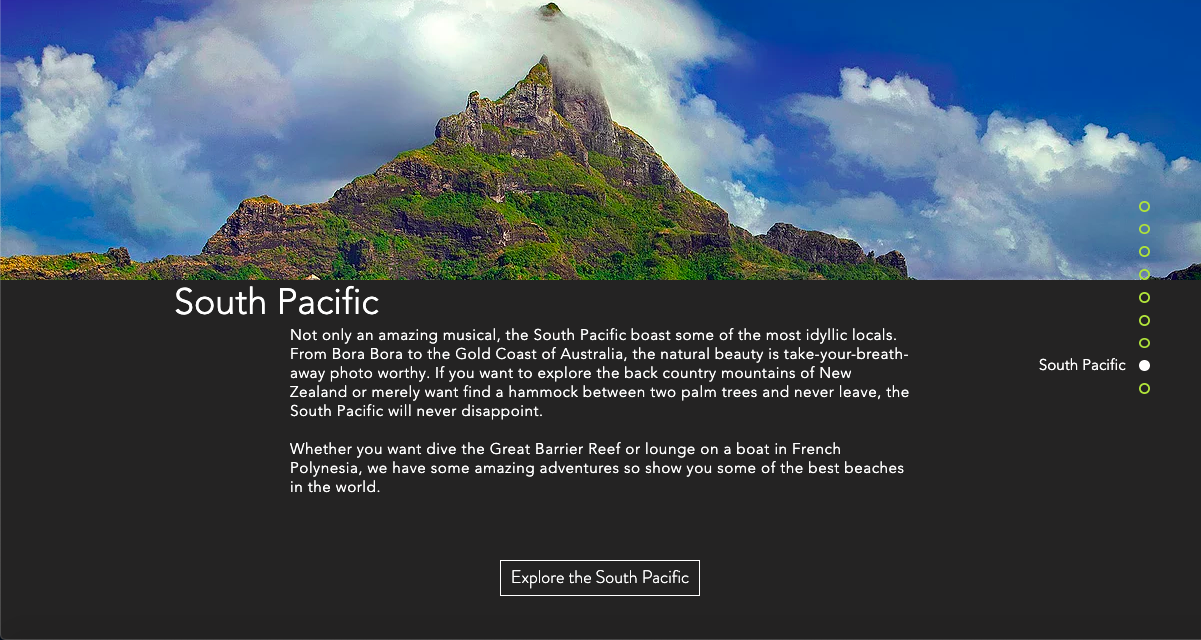 South Pacific
Not only an amazing musical, the South Pacific boast some of the most idyllic locals.
From Bora Bora to the Gold Coast of Australia, the natural beauty is take-your-breath-
away photo worthy. If you want to explore the back country mountains of New
Zealand or merely want find a hammock between two palm trees and never leave, the
South Pacific will never disappoint.
Whether you want dive the Great Barrier Reef or lounge on a boat in French
Polynesia, we have some amazing adventures so show you some of the best beaches
in the world.
South Pacific
Explore the South Pacific